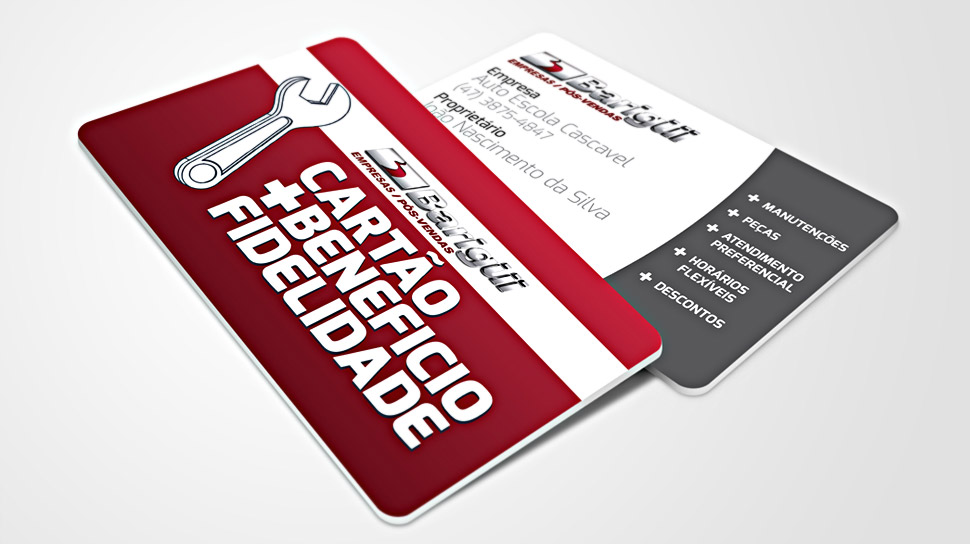 Barigüi
EMPRESAS / PÓS-VENDAS
CARTÃO
+BENEFICIO
FIDELIDADE
Barigüi
EMPRESAS / PÓS-VENDAS
Empresa
Auto Escola Cascavel
(47) 3875-4847
Proprietário
João Nascimento da Silva
+ MANUTENÇÕES
+ PEÇAS
+ ATENDIMENTO
PREFERENCIAL
+ HORÁRIOS
FLEXÍVEIS
+ DESCONTOS